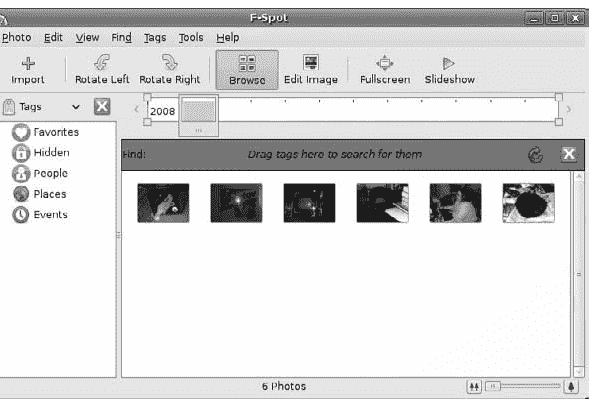 F-Spot
Photo Edit View Find Tags Tools Help
Import Rotate Left Rotate Right Browse Edit Image Fullscreen Slideshow
Tags
2008
Favorites
Hidden
People
Places
Events
Find: Drag tags here to search for them
6 Photos